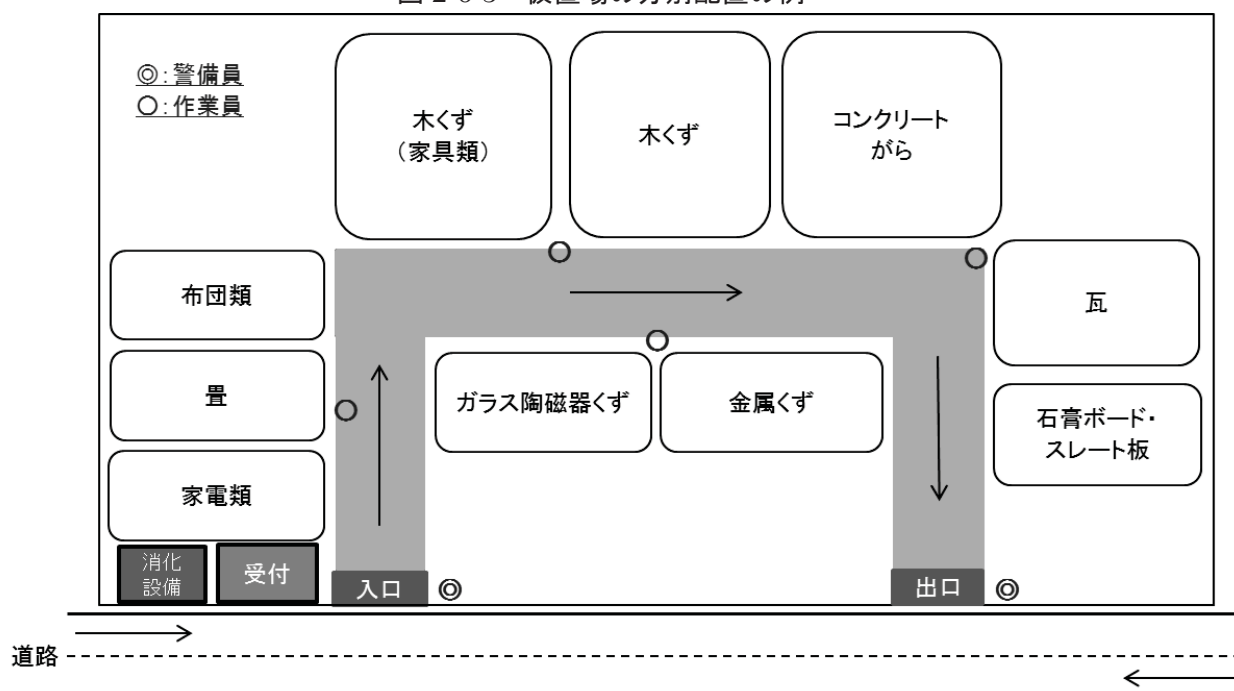 ◎:警備員
○:作業員
木くず
（家具類）
木くず
コンクリート
がら
布団類
瓦
畳
ガラス陶磁器くず
金属くず
石膏ボード・
スレート板
家電類
消化
設備
受付
入口
◎
出口
◎
道路